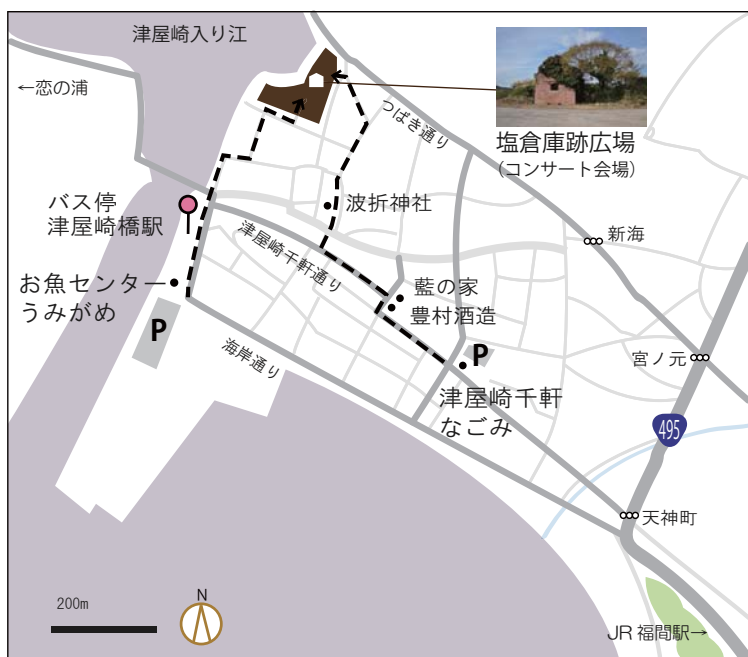 津屋崎入り江
←恋の浦
塩倉庫跡広場
（コンサート会場）
つばき通り
バス停
津屋崎橋駅
波折神社
新海
津屋崎千軒通り
お魚センター
うみがめ
藍の家
豊村酒造
P
P
海岸通り
宮ノ元
津屋崎千軒
なごみ
495
天神町
200m
N
JR 福間駅→